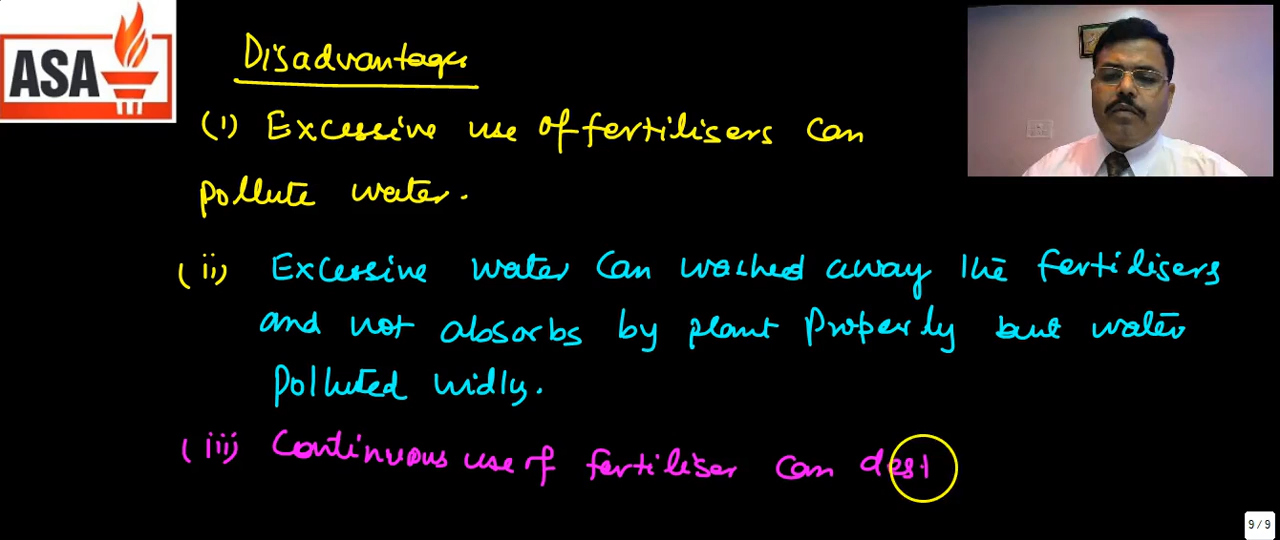 ASA
Disadvantages
(i) Excessive use of fertilisers can
pollute water.
(ii) Excessive water can washed away the fertilisers
and not absorbs by plant properly but water
polluted widly.
(iii) Continuous use of fertiliser can dest
9/9